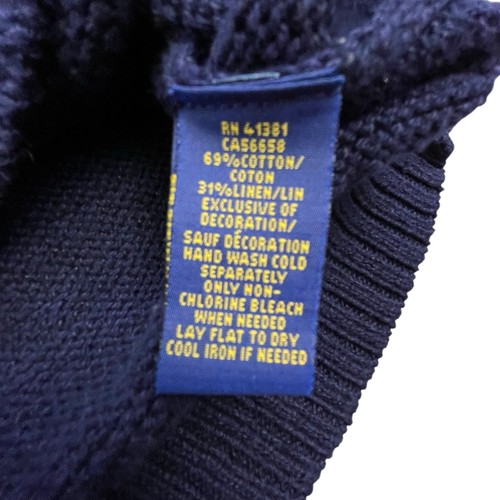 RN 41381
CA56658
69%COTTON/
COTON
31%LINEN/LIN
EXCLUSIVE OF
DECORATION/
SAUF DÉCORATION
HAND WASH COLD
SEPARATELY
ONLY NON-
CHLORINE BLEACH
WHEN NEEDED
LAY FLAT TO DRY
COOL IRON IF NEEDED